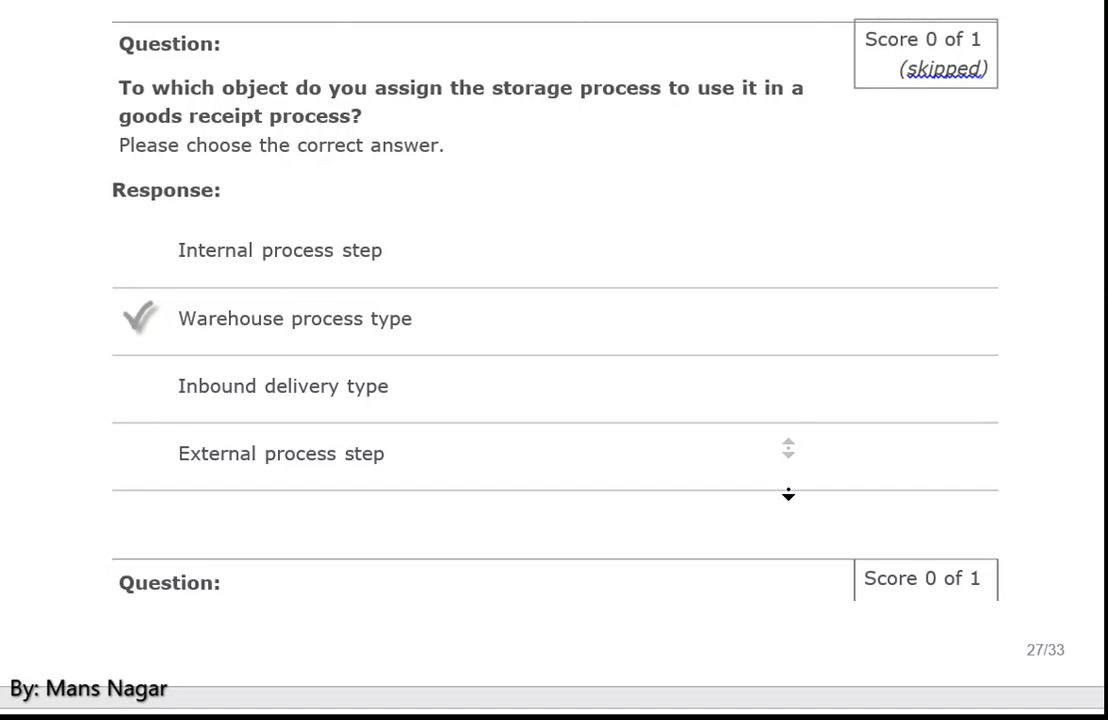 Question:
Score 0 of 1
(skipped)
To which object do you assign the storage process to use it in a
goods receipt process?
Please choose the correct answer.
Response:
Internal process step
Warehouse process type
Inbound delivery type
External process step
Question:
Score 0 of 1
27/33
By: Mans Nagar